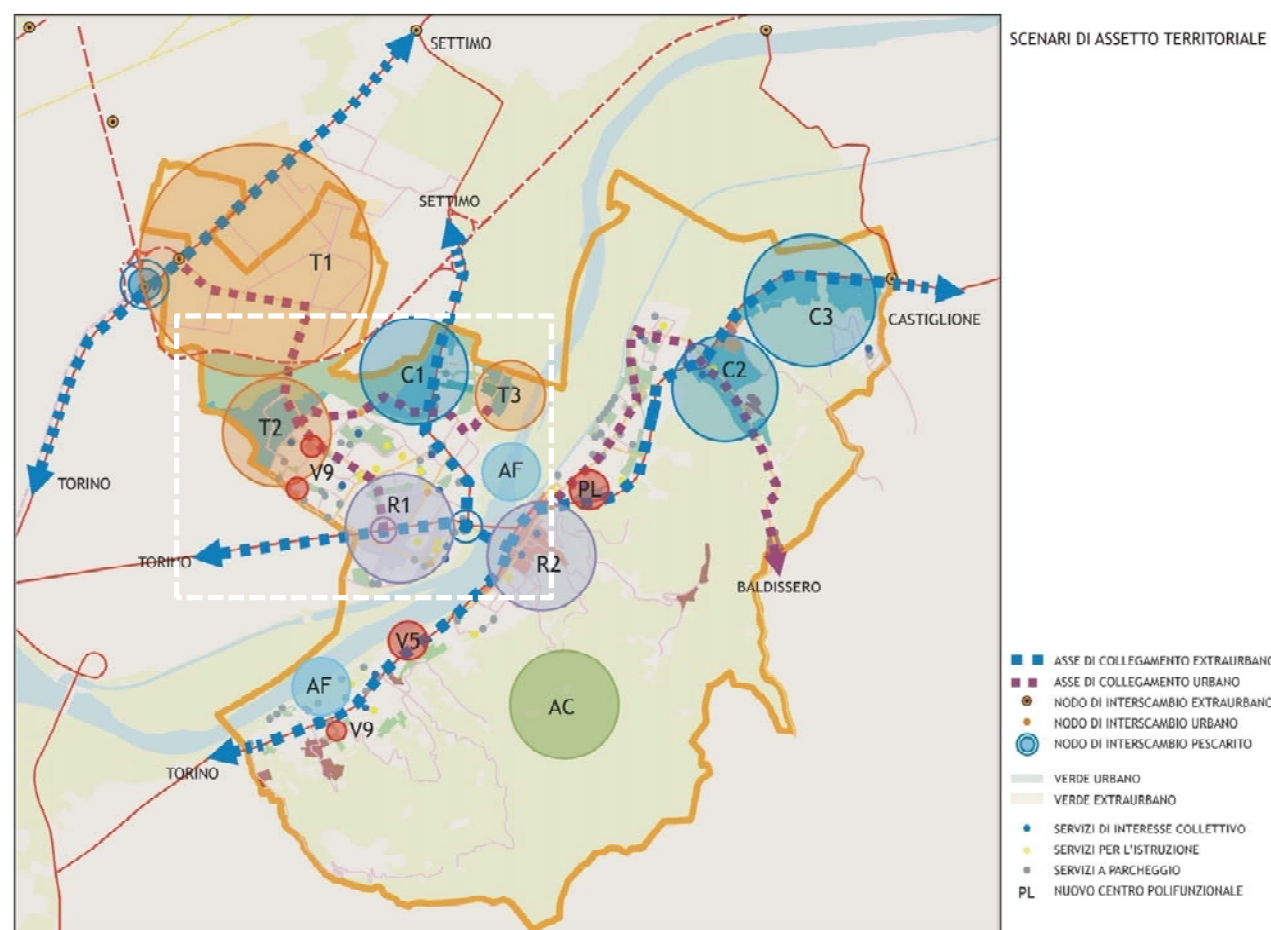 SCENARI DI ASSETTO TERRITORIALE
SETTIMO
SETTIMO
T1
C3
CASTIGLIONE
C1
C2
T3
T2
V9
AF
PL
TORINO
R1
TORINO
R2
BALDISSERO
V5
AF
AC
V9
TORINO
ASSE DI COLLEGAMENTO EXTRAURBANO
ASSE DI COLLEGAMENTO URBANO
NODO DI INTERSCAMBIO EXTRAURBANO
NODO DI INTERSCAMBIO URBANO
NODO DI INTERSCAMBIO PESCARITO
VERDE URBANO
VERDE EXTRAURBANO
SERVIZI DI INTERESSE COLLETTIVO
SERVIZI PER L'ISTRUZIONE
SERVIZI A PARCHEGGIO
PL NUOVO CENTRO POLIFUNZIONALE